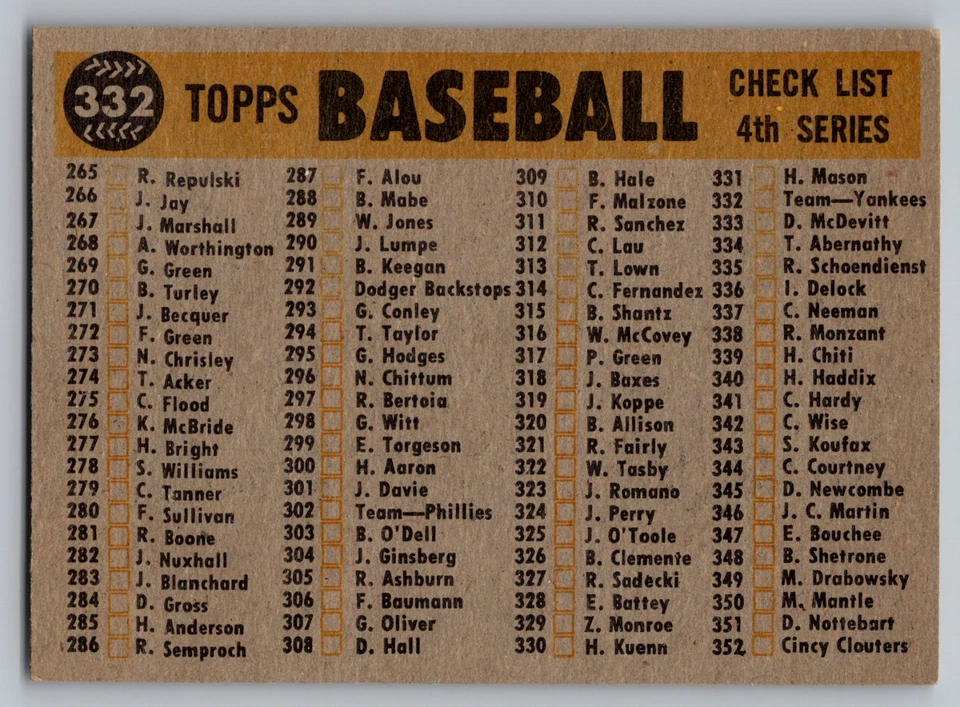 332 TOPPS BASEBALL CHECK LIST
4th SERIES
265 R. Repulski
266 J. Jay
267 J. Marshall
268 A. Worthington
269 G. Green
270 B. Turley
271 J. Becquer
272 F. Green
273 N. Chrisley
274 T. Acker
275 C. Flood
276 K. McBride
277 H. Bright
278 S. Williams
279 C. Tanner
280 F. Sullivan
281 R. Boone
282 J. Nuxhall
283 J. Blanchard
284 D. Gross
285 H. Anderson
286 R. Semproch
287 F. Alou
288 B. Mabe
289 W. Jones
290 J. Lumpe
291 B. Keegan
292 Dodger Backstops
293 G. Conley
294 T. Taylor
295 G. Hodges
296 N. Chittum
297 R. Bertoia
298 G. Witt
299 E. Torgeson
300 H. Aaron
301 J. Davie
302 Team—Phillies
303 B. O'Dell
304 J. Ginsberg
305 R. Ashburn
306 F. Baumann
307 G. Oliver
308 D. Hall
309 B. Hale
310 F. Malzone
311 R. Sanchez
312 C. Lau
313 T. Lown
314 C. Fernandez
315 B. Shantz
316 W. McCovey
317 P. Green
318 J. Baxes
319 J. Koppe
320 B. Allison
321 R. Fairly
322 W. Tasby
323 J. Romano
324 J. Perry
325 J. O'Toole
326 B. Clemente
327 R. Sadecki
328 E. Battey
329 Z. Monroe
330 H. Kuenn
331 H. Mason
332 Team—Yankees
333 D. McDevitt
334 T. Abernathy
335 R. Schoendienst
336 I. Delock
337 C. Neeman
338 R. Monzant
339 H. Chiti
340 H. Haddix
341 C. Hardy
342 C. Wise
343 S. Koufax
344 C. Courtney
345 D. Newcombe
346 J. C. Martin
347 E. Bouchee
348 B. Shetrone
349 M. Drabowsky
350 M. Mantle
351 D. Nottebart
352 Cincy Clouters